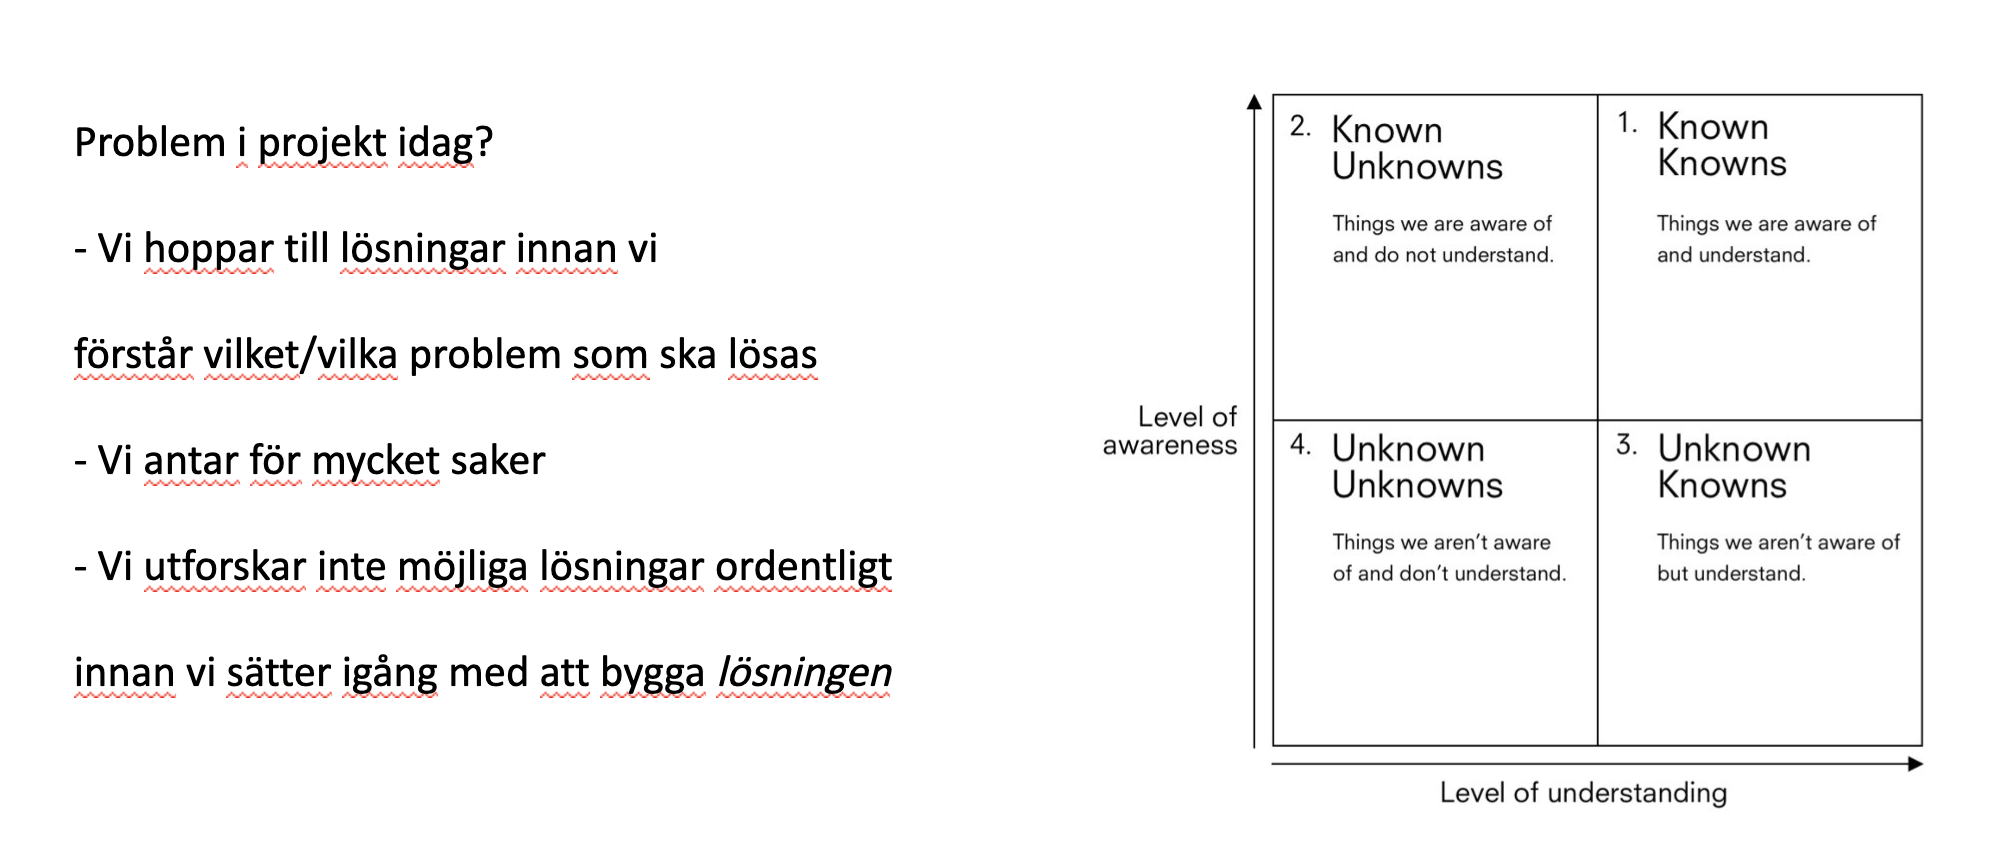 Problem i projekt idag?
- Vi hoppar till lösningar innan vi
förstår vilket/vilka problem som ska lösas
- Vi antar för mycket saker
- Vi utforskar inte möjliga lösningar ordentligt
innan vi sätter igång med att bygga lösningen
Level of
awareness
2. Known
Unknowns
Things we are aware of
and do not understand.
1. Known
Knowns
Things we are aware of
and understand.
4. Unknown
Unknowns
Things we aren't aware
of and don't understand.
3. Unknown
Knowns
Things we aren't aware of
but understand.
Level of understanding